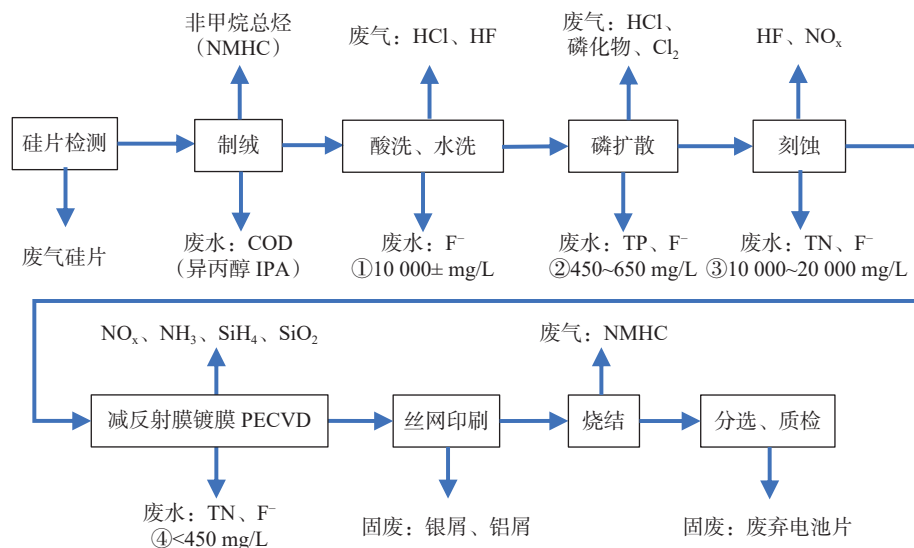 非甲烷总烃
（NMHC）
废气：HCl、HF
废气：HCl、
磷化物、Cl₂
HF、NOₓ
硅片检测
制绒
酸洗、水洗
磷扩散
刻蚀
废气硅片
废水：COD
（异丙醇 IPA）
废水：F⁻
①10 000± mg/L
废水：TP、F⁻
②450~650 mg/L
废水：TN、F⁻
③10 000~20 000 mg/L
NOₓ、NH₃、SiH₄、SiO₂
废气：NMHC
减反射膜镀膜 PECVD
丝网印刷
烧结
分选、质检
废水：TN、F⁻
④<450 mg/L
固废：银屑、铝屑
固废：废弃电池片